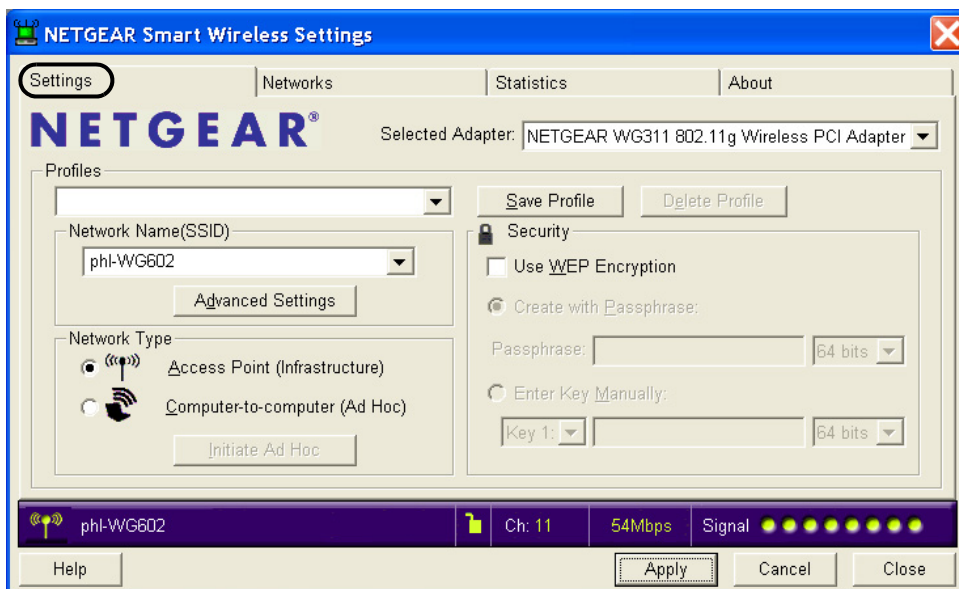 NETGEAR Smart Wireless Settings
Settings
Networks
Statistics
About
NETGEAR®
Selected Adapter:
NETGEAR WG311 802.11g Wireless PCI Adapter
Profiles
Save Profile
Delete Profile
Network Name(SSID)
phl-WG602
Advanced Settings
Network Type
Access Point (Infrastructure)
Computer-to-computer (Ad Hoc)
Initiate Ad Hoc
Security
Use WEP Encryption
Create with Passphrase:
Passphrase:
64 bits
Enter Key Manually:
Key 1:
64 bits
phl-WG602
Ch: 11
54Mbps
Signal
Help
Apply
Cancel
Close